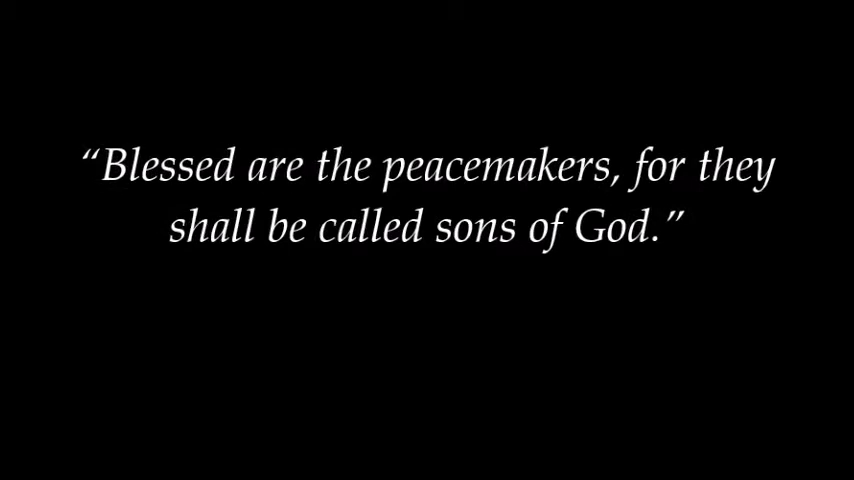 “Blessed are the peacemakers, for they
shall be called sons of God.”